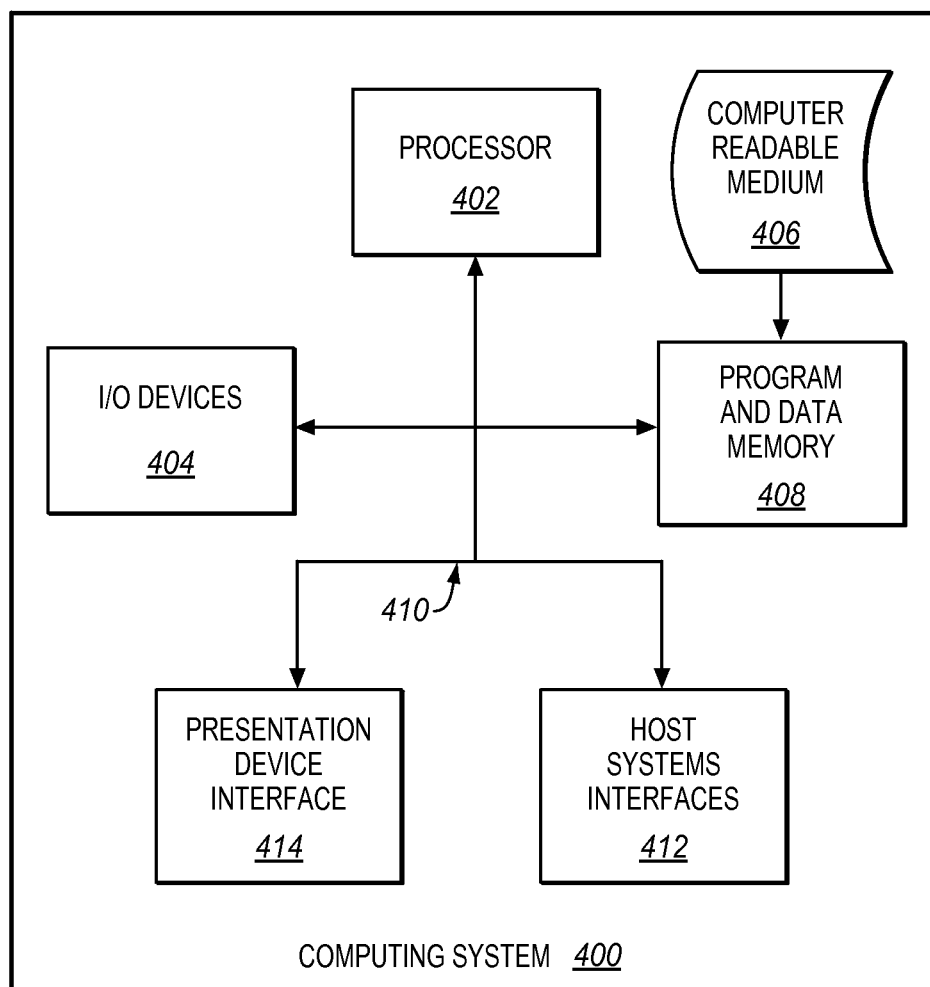 PROCESSOR
402
COMPUTER
READABLE
MEDIUM
406
I/O DEVICES
404
PROGRAM
AND DATA
MEMORY
408
410
PRESENTATION
DEVICE
INTERFACE
414
HOST
SYSTEMS
INTERFACES
412
COMPUTING SYSTEM 400